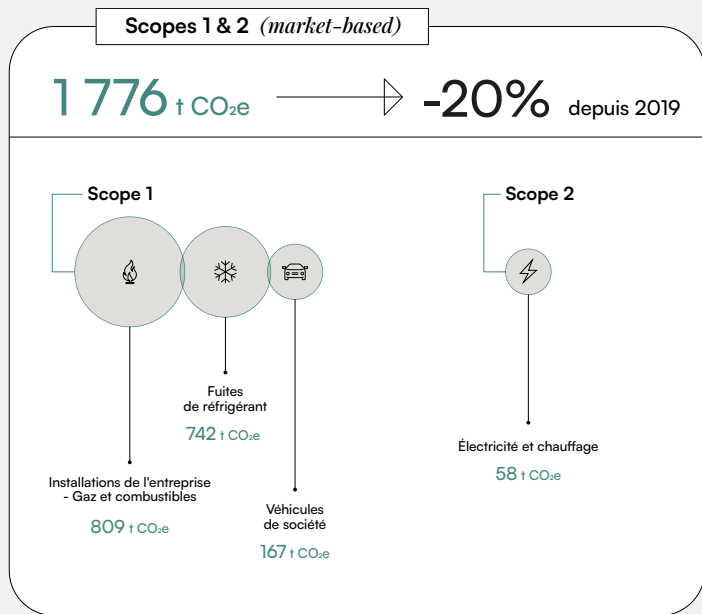 Scopes 1 & 2 (market-based)
1 776 t CO₂e
-20% depuis 2019
Scope 1
Scope 2
Fuites
de réfrigérant
742 t CO₂e
Électricité et chauffage
58 t CO₂e
Installations de l'entreprise
- Gaz et combustibles
809 t CO₂e
Véhicules
de société
167 t CO₂e